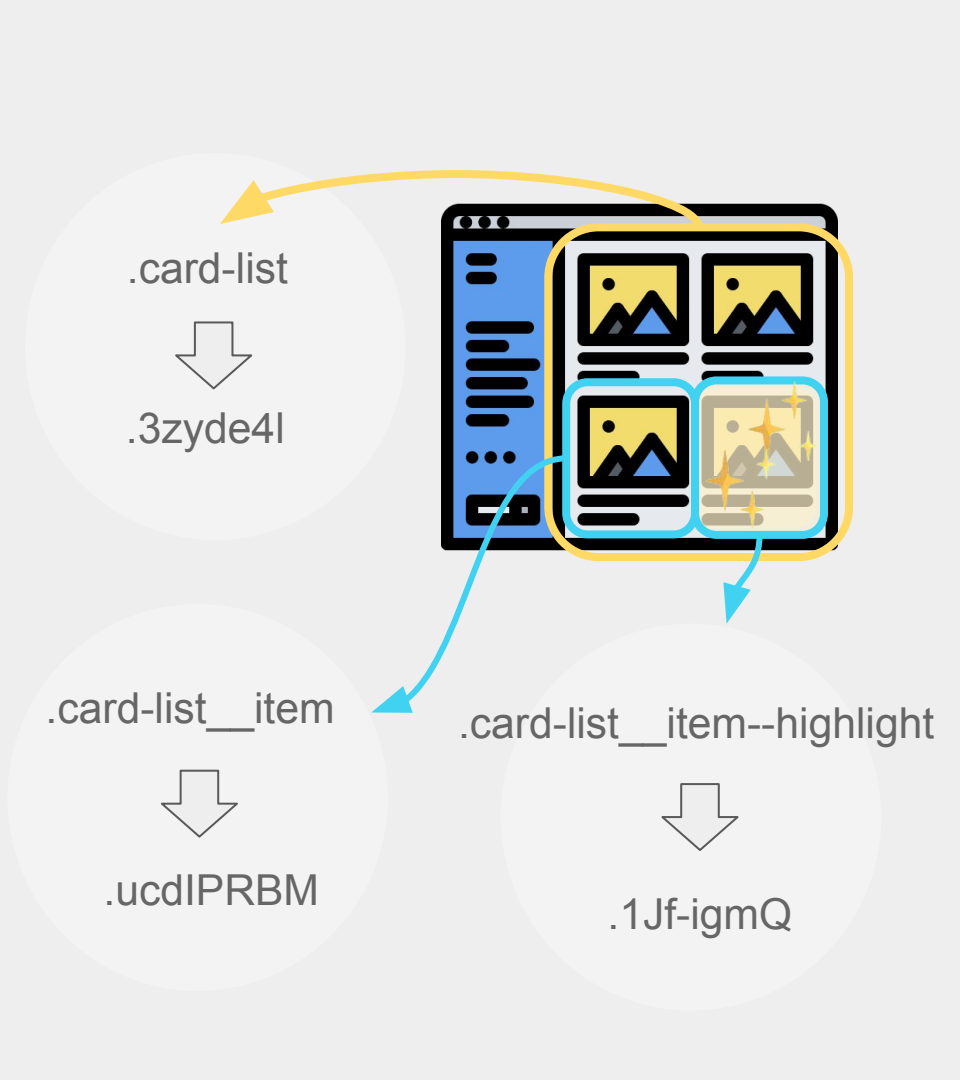 .card-list
.3zyde4l
.card-list__item
.ucdIPRBM
.card-list__item--highlight
.1Jf-igmQ